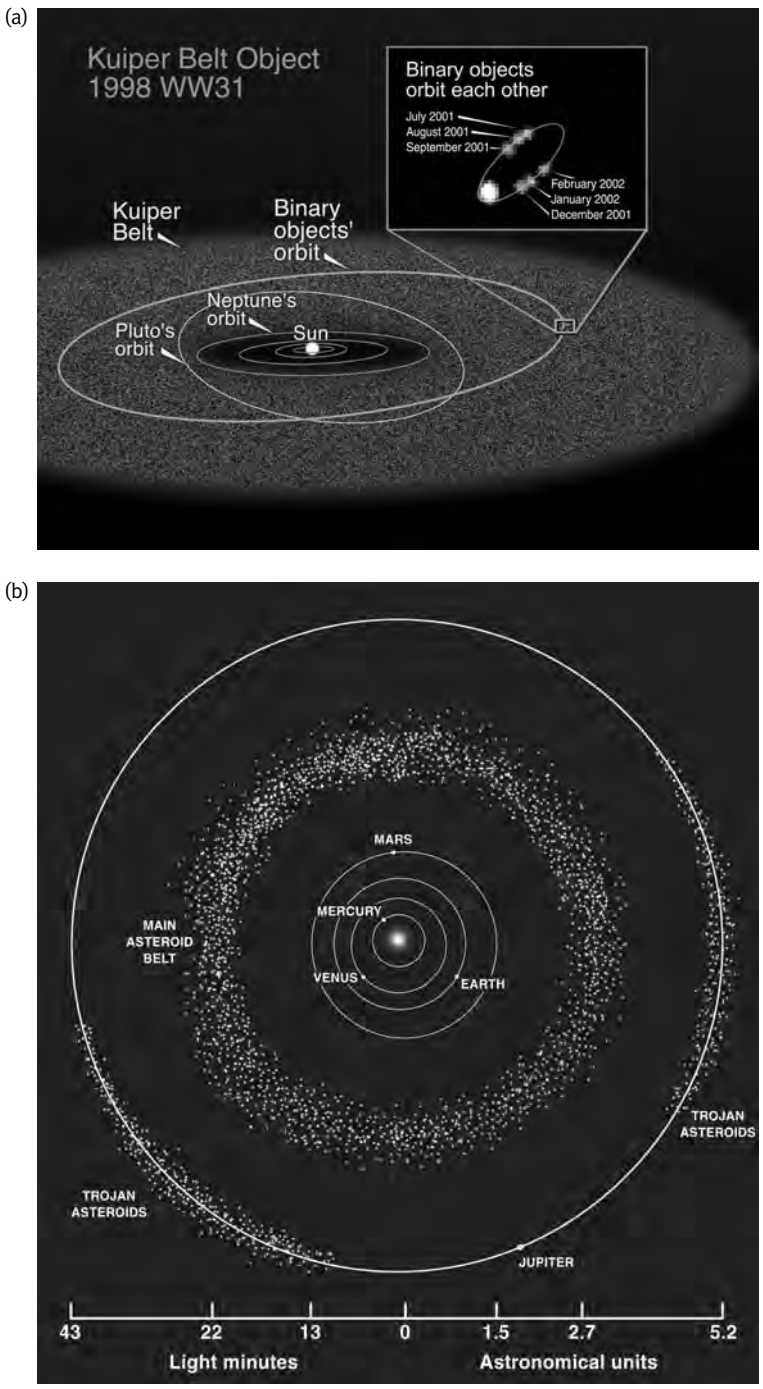 (a)
Kuiper Belt Object
1998 WW31
Binary objects
orbit each other
July 2001
August 2001
September 2001
February 2002
January 2002
December 2001
Kuiper
Belt
Binary
objects'
orbit
Neptune's
orbit
Pluto's
orbit
Sun
(b)
MARS
MERCURY
MAIN
ASTEROID
BELT
VENUS
EARTH
TROJAN
ASTEROIDS
TROJAN
ASTEROIDS
JUPITER
43 22 13 0 1.5 2.7 5.2
Light minutes Astronomical units